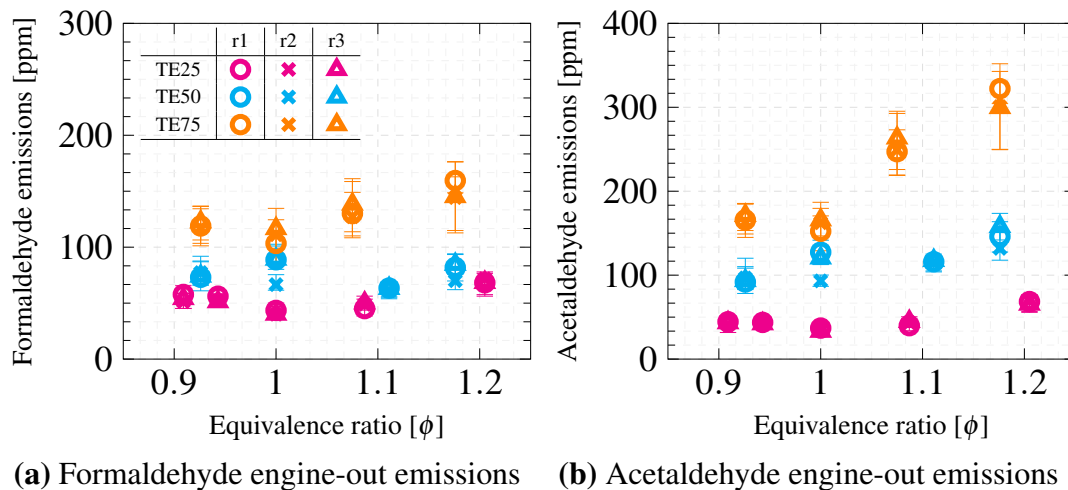 300
200
100
0
Formaldehyde emissions [ppm]
r1 r2 r3
TE25
TE50
TE75
0.9 1 1.1 1.2
Equivalence ratio [ϕ]
(a) Formaldehyde engine-out emissions
400
300
200
100
0
Acetaldehyde emissions [ppm]
0.9 1 1.1 1.2
Equivalence ratio [ϕ]
(b) Acetaldehyde engine-out emissions